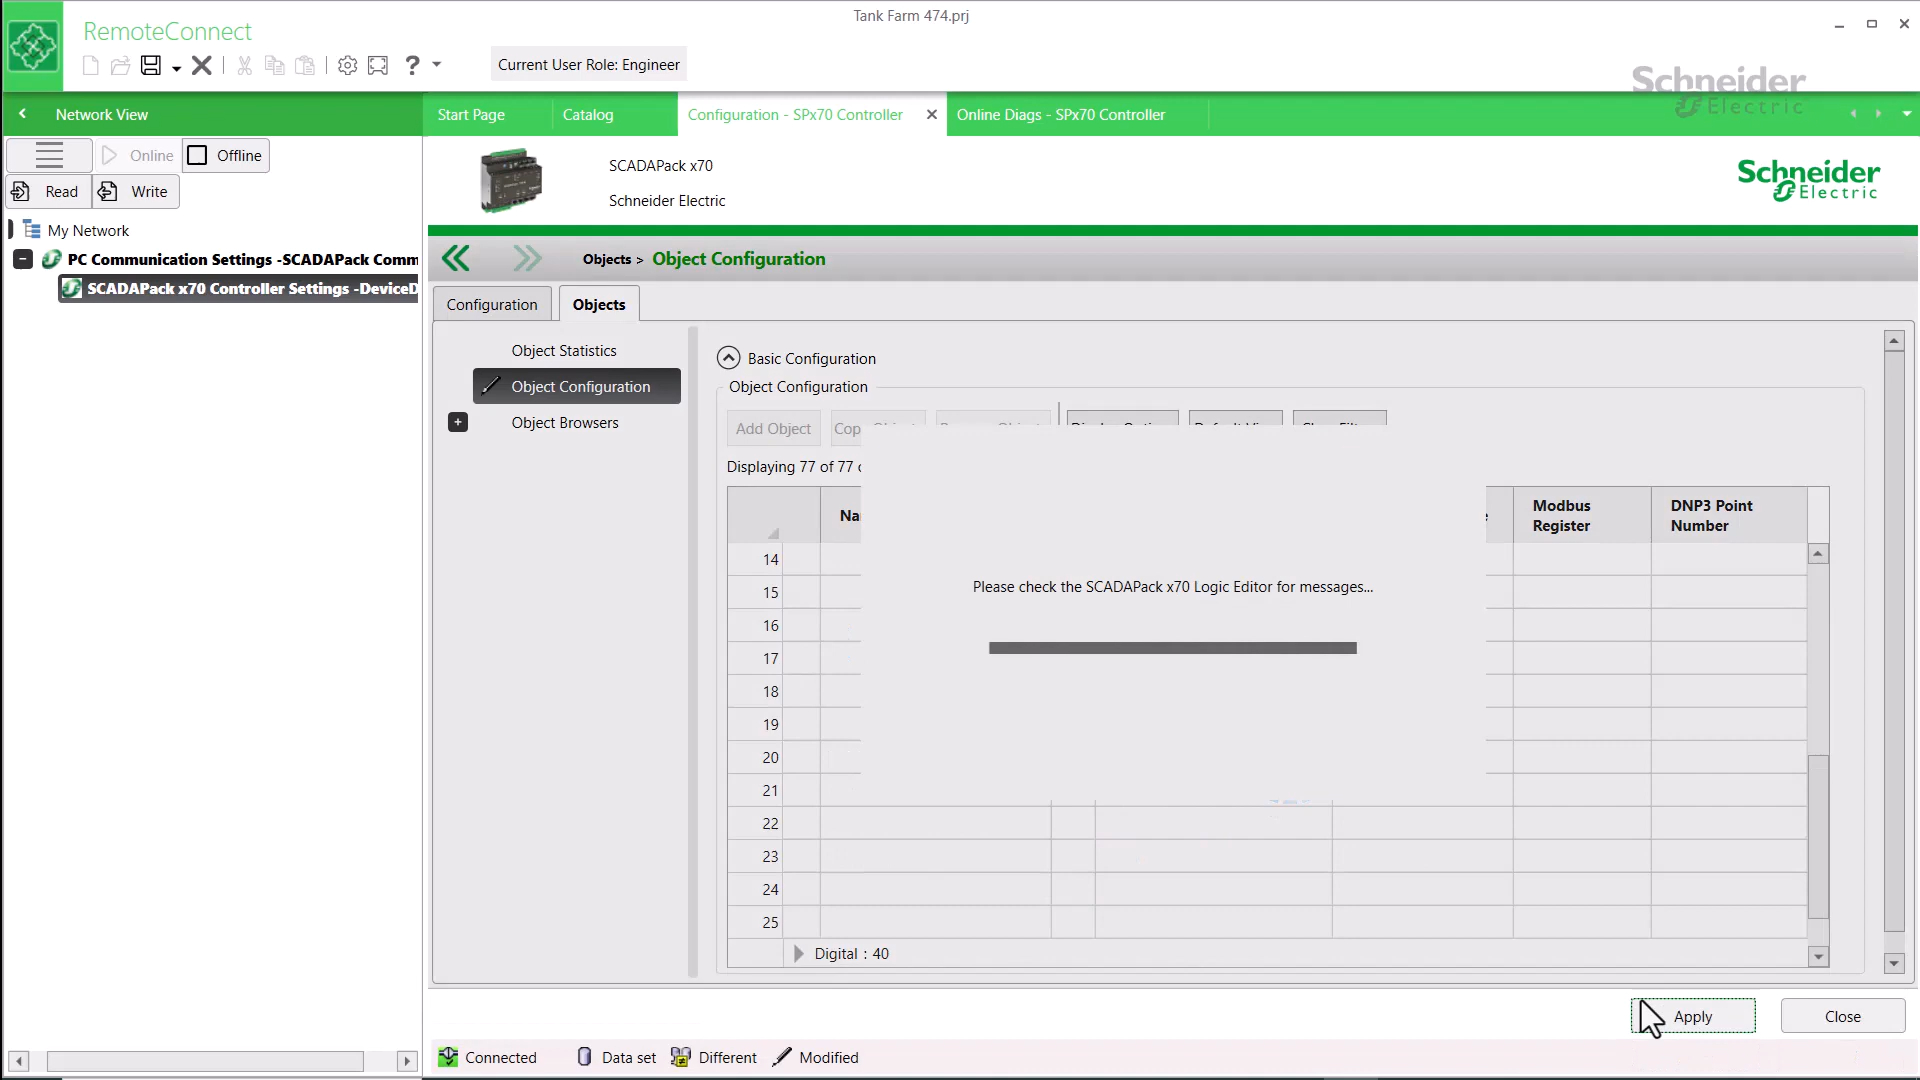 Tank Farm 474.prj
RemoteConnect
Current User Role: Engineer
Schneider
Electric
Network View
Start Page
Catalog
Configuration - SPx70 Controller
Online Diags - SPx70 Controller
Online
Offline
Read
Write
SCADAPack x70
Schneider Electric
Schneider
Electric
My Network
PC Communication Settings -SCADAPack Comm
SCADAPack x70 Controller Settings -DeviceD
Objects > Object Configuration
Configuration
Objects
Object Statistics
Object Configuration
Object Browsers
Basic Configuration
Object Configuration
Add Object
Displaying 77 of 77
Modbus
Register
DNP3 Point
Number
14
15
16
17
18
19
20
21
22
23
24
25
Please check the SCADAPack x70 Logic Editor for messages...
Digital : 40
Apply
Close
Connected
Data set
Different
Modified